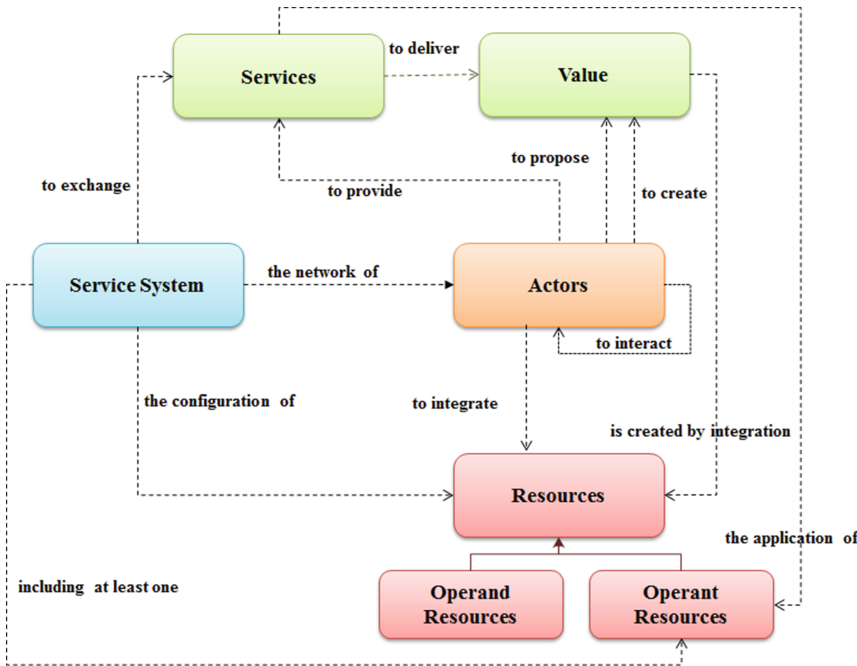 to deliver
Services
Value
to propose
to exchange
to provide
to create
the network of
Service System
Actors
to interact
the configuration of
to integrate
is created by integration
Resources
the application of
including at least one
Operand
Resources
Operant
Resources